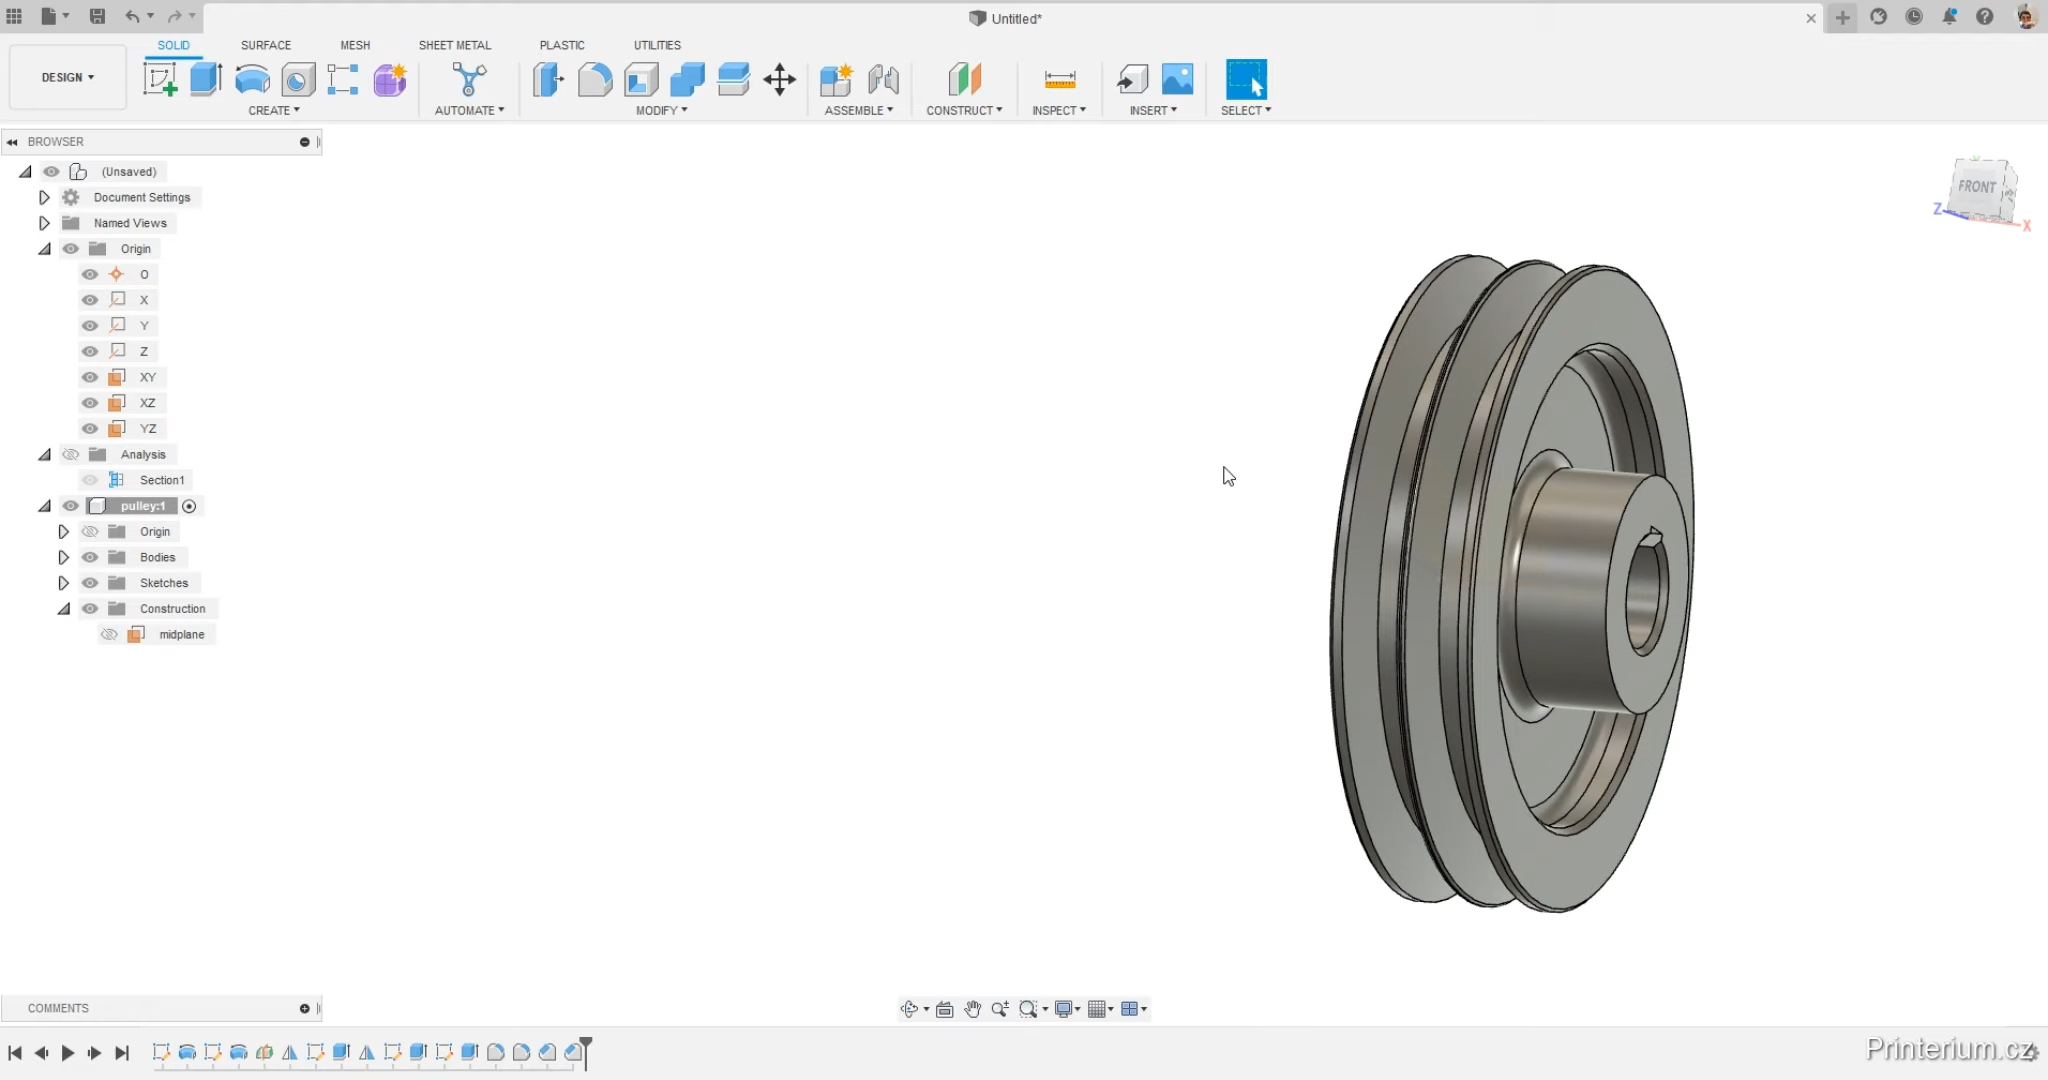 Untitled*
SOLID SURFACE MESH SHEET METAL PLASTIC UTILITIES
DESIGN
CREATE AUTOMATE MODIFY ASSEMBLE CONSTRUCT INSPECT INSERT SELECT
BROWSER
(Unsaved)
Document Settings
Named Views
Origin
O
X
Y
Z
XY
XZ
YZ
Analysis
Section1
pulley:1
Origin
Bodies
Sketches
Construction
midplane
FRONT
Z
X
COMMENTS
Printerium.cz